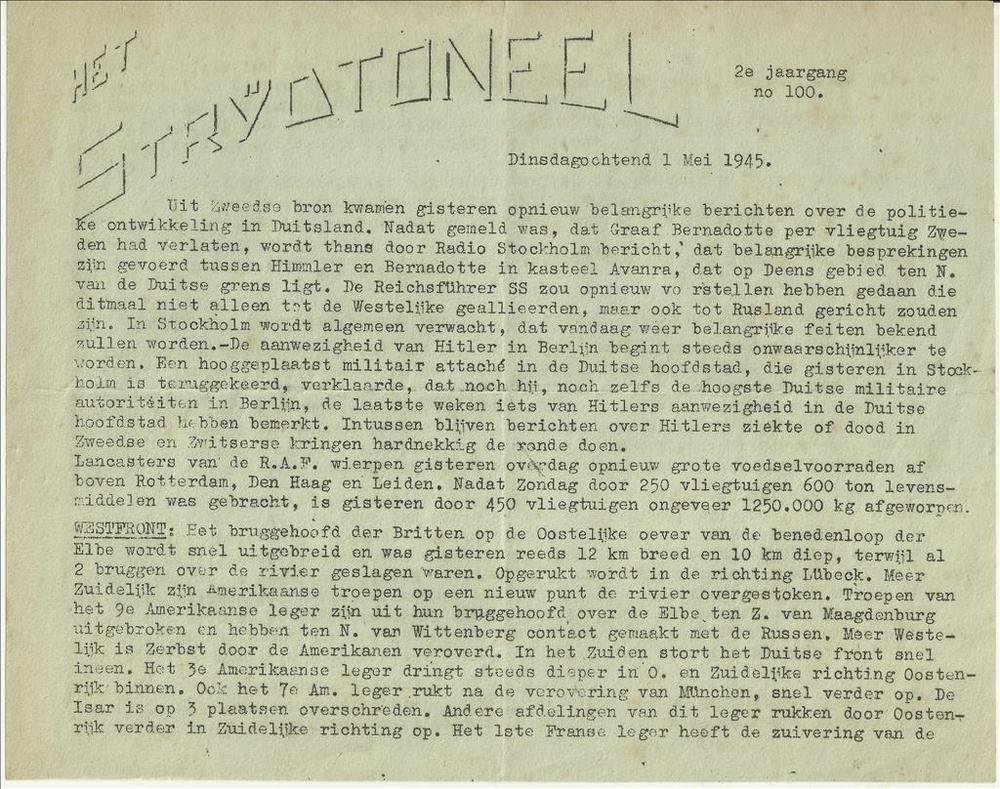 HET
STRYDTONEEL
2e jaargang
no 100.
Dinsdagochtend 1 Mei 1945.
Uit Zweedse bron kwamen gisteren opnieuw belangrijke berichten over de politie-
ke ontwikkeling in Duitsland. Nadat gemeld was, dat Graaf Bernadotte per vliegtuig Zwe-
den had verlaten, wordt thans door Radio Stockholm bericht, dat belangrijke besprekingen
zijn gevoerd tussen Himmler en Bernadotte in kasteel Avanra, dat op Deens gebied ten N.
van de Duitse grens ligt. De Reichsführer SS zou opnieuw vo rstellen hebben gedaan die
ditmaal niet alleen tot de Westelijke geallieerden, maar ook tot Rusland gericht zouden
zijn. In Stockholm wordt algemeen verwacht, dat vandaag weer belangrijke feiten bekend
zullen worden.-De aanwezigheid van Hitler in Berlijn begint steeds onwaarschijnlijker te
worden. Een hooggeplaatst militair attaché in de Duitse hoofdstad, die gisteren in Stock-
holm is teruggekeerd, verklaarde, dat noch hij, noch zelfs de hoogste Duitse militaire
autoriteiten in Berlijn, de laatste weken iets van Hitlers aanwezigheid in de Duitse
hoofdstad hebben bemerkt. Intussen blijven berichten over Hitlers ziekte of dood in
Zweedse en Zwitserse kringen hardnekkig de ronde doen.
Lancasters van de R.A.F. wierpen gisteren overdag opnieuw grote voedselvoorraden af
boven Rotterdam, Den Haag en Leiden. Nadat Zondag door 250 vliegtuigen 600 ton levens-
middelen was gebracht, is gisteren door 450 vliegtuigen ongeveer 1250.000 kg afgeworpen.
WESTFRONT: Het bruggehoofd der Britten op de Oostelijke oever van de benedenloop der
Elbe wordt snel uitgebreid en was gisteren reeds 12 km breed en 10 km diep, terwijl al
2 bruggen over de rivier geslagen waren. Opgerukt wordt in de richting Lübeck. Meer
Zuidelijk zijn Amerikaanse troepen op een nieuw punt de rivier overgestoken. Troepen van
het 9e Amerikaanse leger zijn uit hun bruggehoofd over de Elbe ten Z. van Maagdenburg
uitgebroken en hebben ten N. van Wittenberg contact gemaakt met de Russen. Meer Weste-
lijk is Zerbst door de Amerikanen veroverd. In het Zuiden stort het Duitse front snel
ineen. Het 3e Amerikaanse leger dringt steeds dieper in O. en Zuidelijke richting Oosten-
rijk binnen. Ook het 7e Am. leger rukt na de verovering van München, snel verder op. De
Isar is op 3 plaatsen overschreden. Andere afdelingen van dit leger rukken door Oosten-
rijk verder in Zuidelijke richting op. Het 1ste Franse leger heeft de zuivering van de